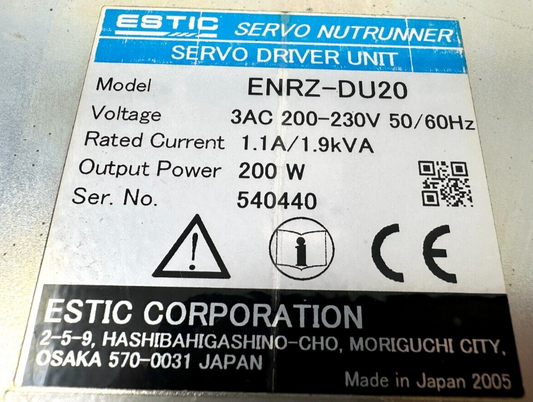 ESTIC SERVO NUTRUNNER
SERVO DRIVER UNIT
Model ENRZ-DU20
Voltage 3AC 200-230V 50/60Hz
Rated Current 1.1A/1.9kVA
Output Power 200 W
Ser. No. 540440
i
CE
ESTIC CORPORATION
2-5-9, HASHIBAHIGASHINO-CHO, MORIGUCHI CITY,
OSAKA 570-0031 JAPAN
Made in Japan 2005